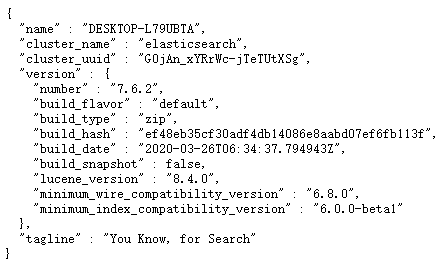 {
  "name" : "DESKTOP-L79UBTA",
  "cluster_name" : "elasticsearch",
  "cluster_uuid" : "GOjAn_xYRrWc-jTeTUtXSg",
  "version" : {
    "number" : "7.6.2",
    "build_flavor" : "default",
    "build_type" : "zip",
    "build_hash" : "ef48eb35cf30adf4db14086e8aabd07ef6fb113f",
    "build_date" : "2020-03-26T06:34:37.794943Z",
    "build_snapshot" : false,
    "lucene_version" : "8.4.0",
    "minimum_wire_compatibility_version" : "6.8.0",
    "minimum_index_compatibility_version" : "6.0.0-beta1"
  },
  "tagline" : "You Know, for Search"
}